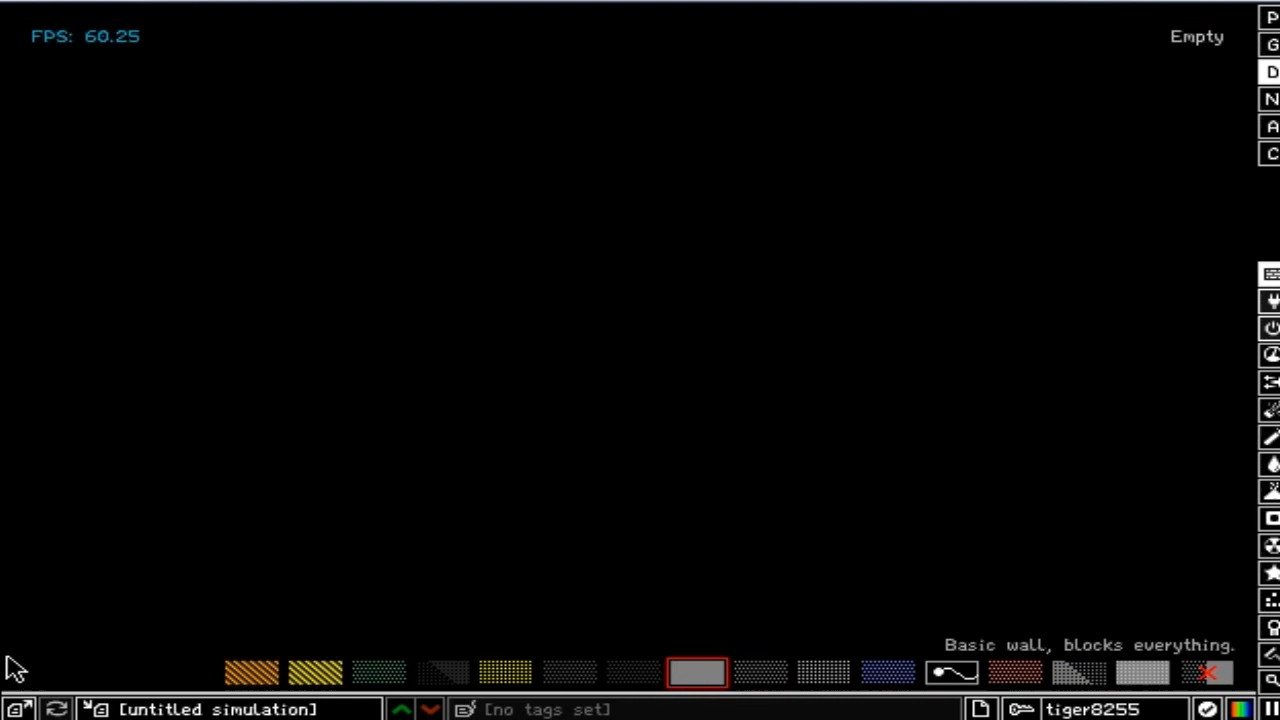 FPS: 60.25
Empty
P
G
D
N
A
C
Basic wall, blocks everything.
[untitled simulation]
[no tags set]
tiger8255